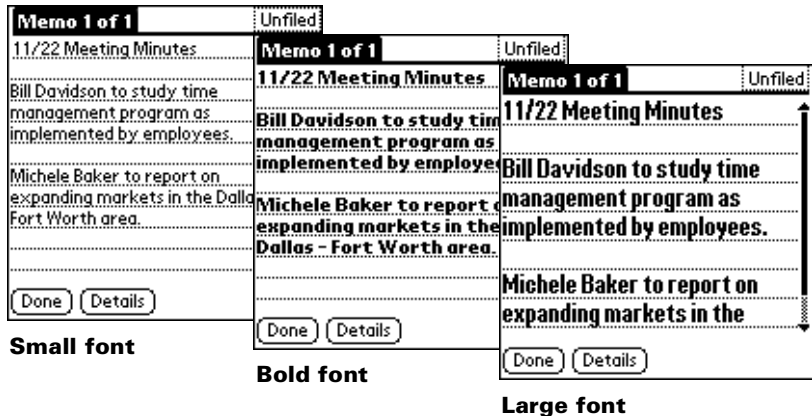 Memo 1 of 1 Unfiled
11/22 Meeting Minutes
Bill Davidson to study time
management program as
implemented by employees.
Michele Baker to report on
expanding markets in the
Fort Worth area.
Done Details
Small font
Memo 1 of 1 Unfiled
11/22 Meeting Minutes
Bill Davidson to study
management program as
implemented by
Michele Baker to report
expanding markets in the
Dallas - Fort Worth area.
Done Details
Bold font
Memo 1 of 1 Unfiled
11/22 Meeting Minutes
Bill Davidson to study time
management program as
implemented by employees.
Michele Baker to report on
expanding markets in the
Done Details
Large font